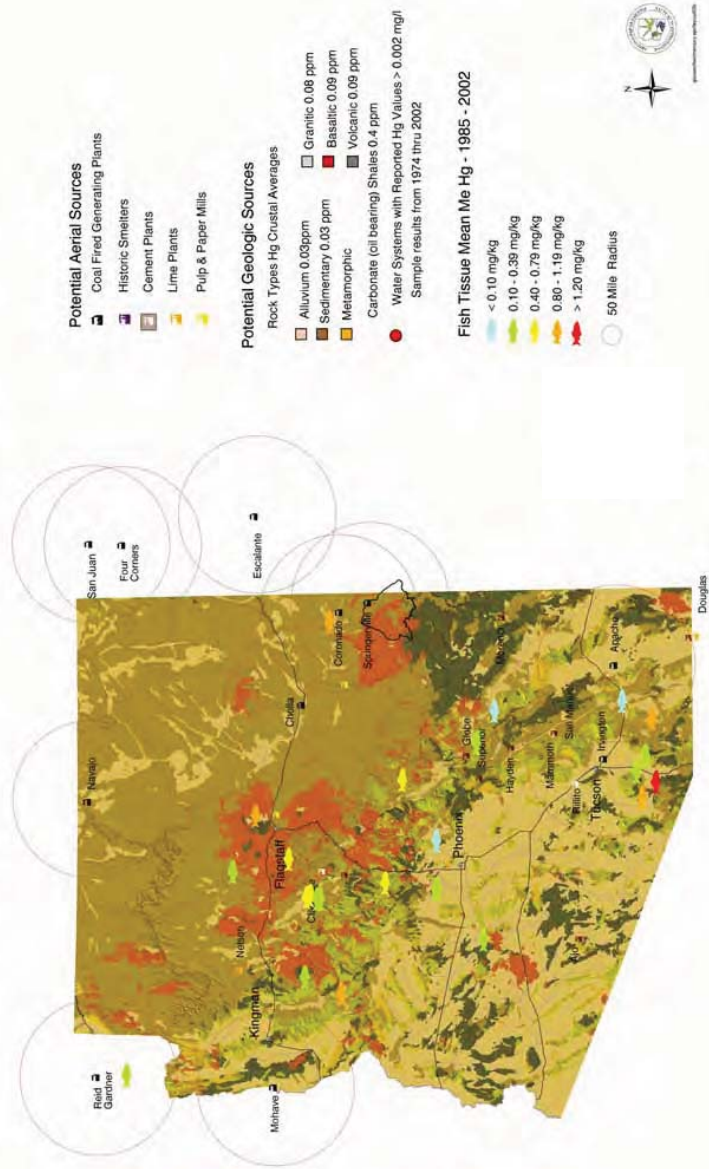 Potential Aerial Sources
Coal Fired Generating Plants
Historic Smelters
Cement Plants
Lime Plants
Pulp & Paper Mills
Potential Geologic Sources
Rock Types Hg Crustal Averages
Alluvium 0.03ppm
Sedimentary 0.03 ppm
Metamorphic
Granitic 0.08 ppm
Basaltic 0.09 ppm
Volcanic 0.09 ppm
Carbonate (oil bearing) Shales 0.4 ppm
Water Systems with Reported Hg Values > 0.002 mg/l
Sample results from 1974 thru 2002
Fish Tissue Mean Me Hg - 1985 - 2002
< 0.10 mg/kg
0.10 - 0.39 mg/kg
0.40 - 0.79 mg/kg
0.80 - 1.19 mg/kg
> 1.20 mg/kg
50 Mile Radius
N
Reid
Gardner
Navajo
San Juan
Four
Corners
Mohave
Kingman
Nelson
Flagstaff
Cholla
Escalante
Coronado
Springerville
Phoenix
Globe
Superior
Hayden
Mammoth
San Manuel
Rillito
Tucson
Irvington
Apache
Ajo
Douglas